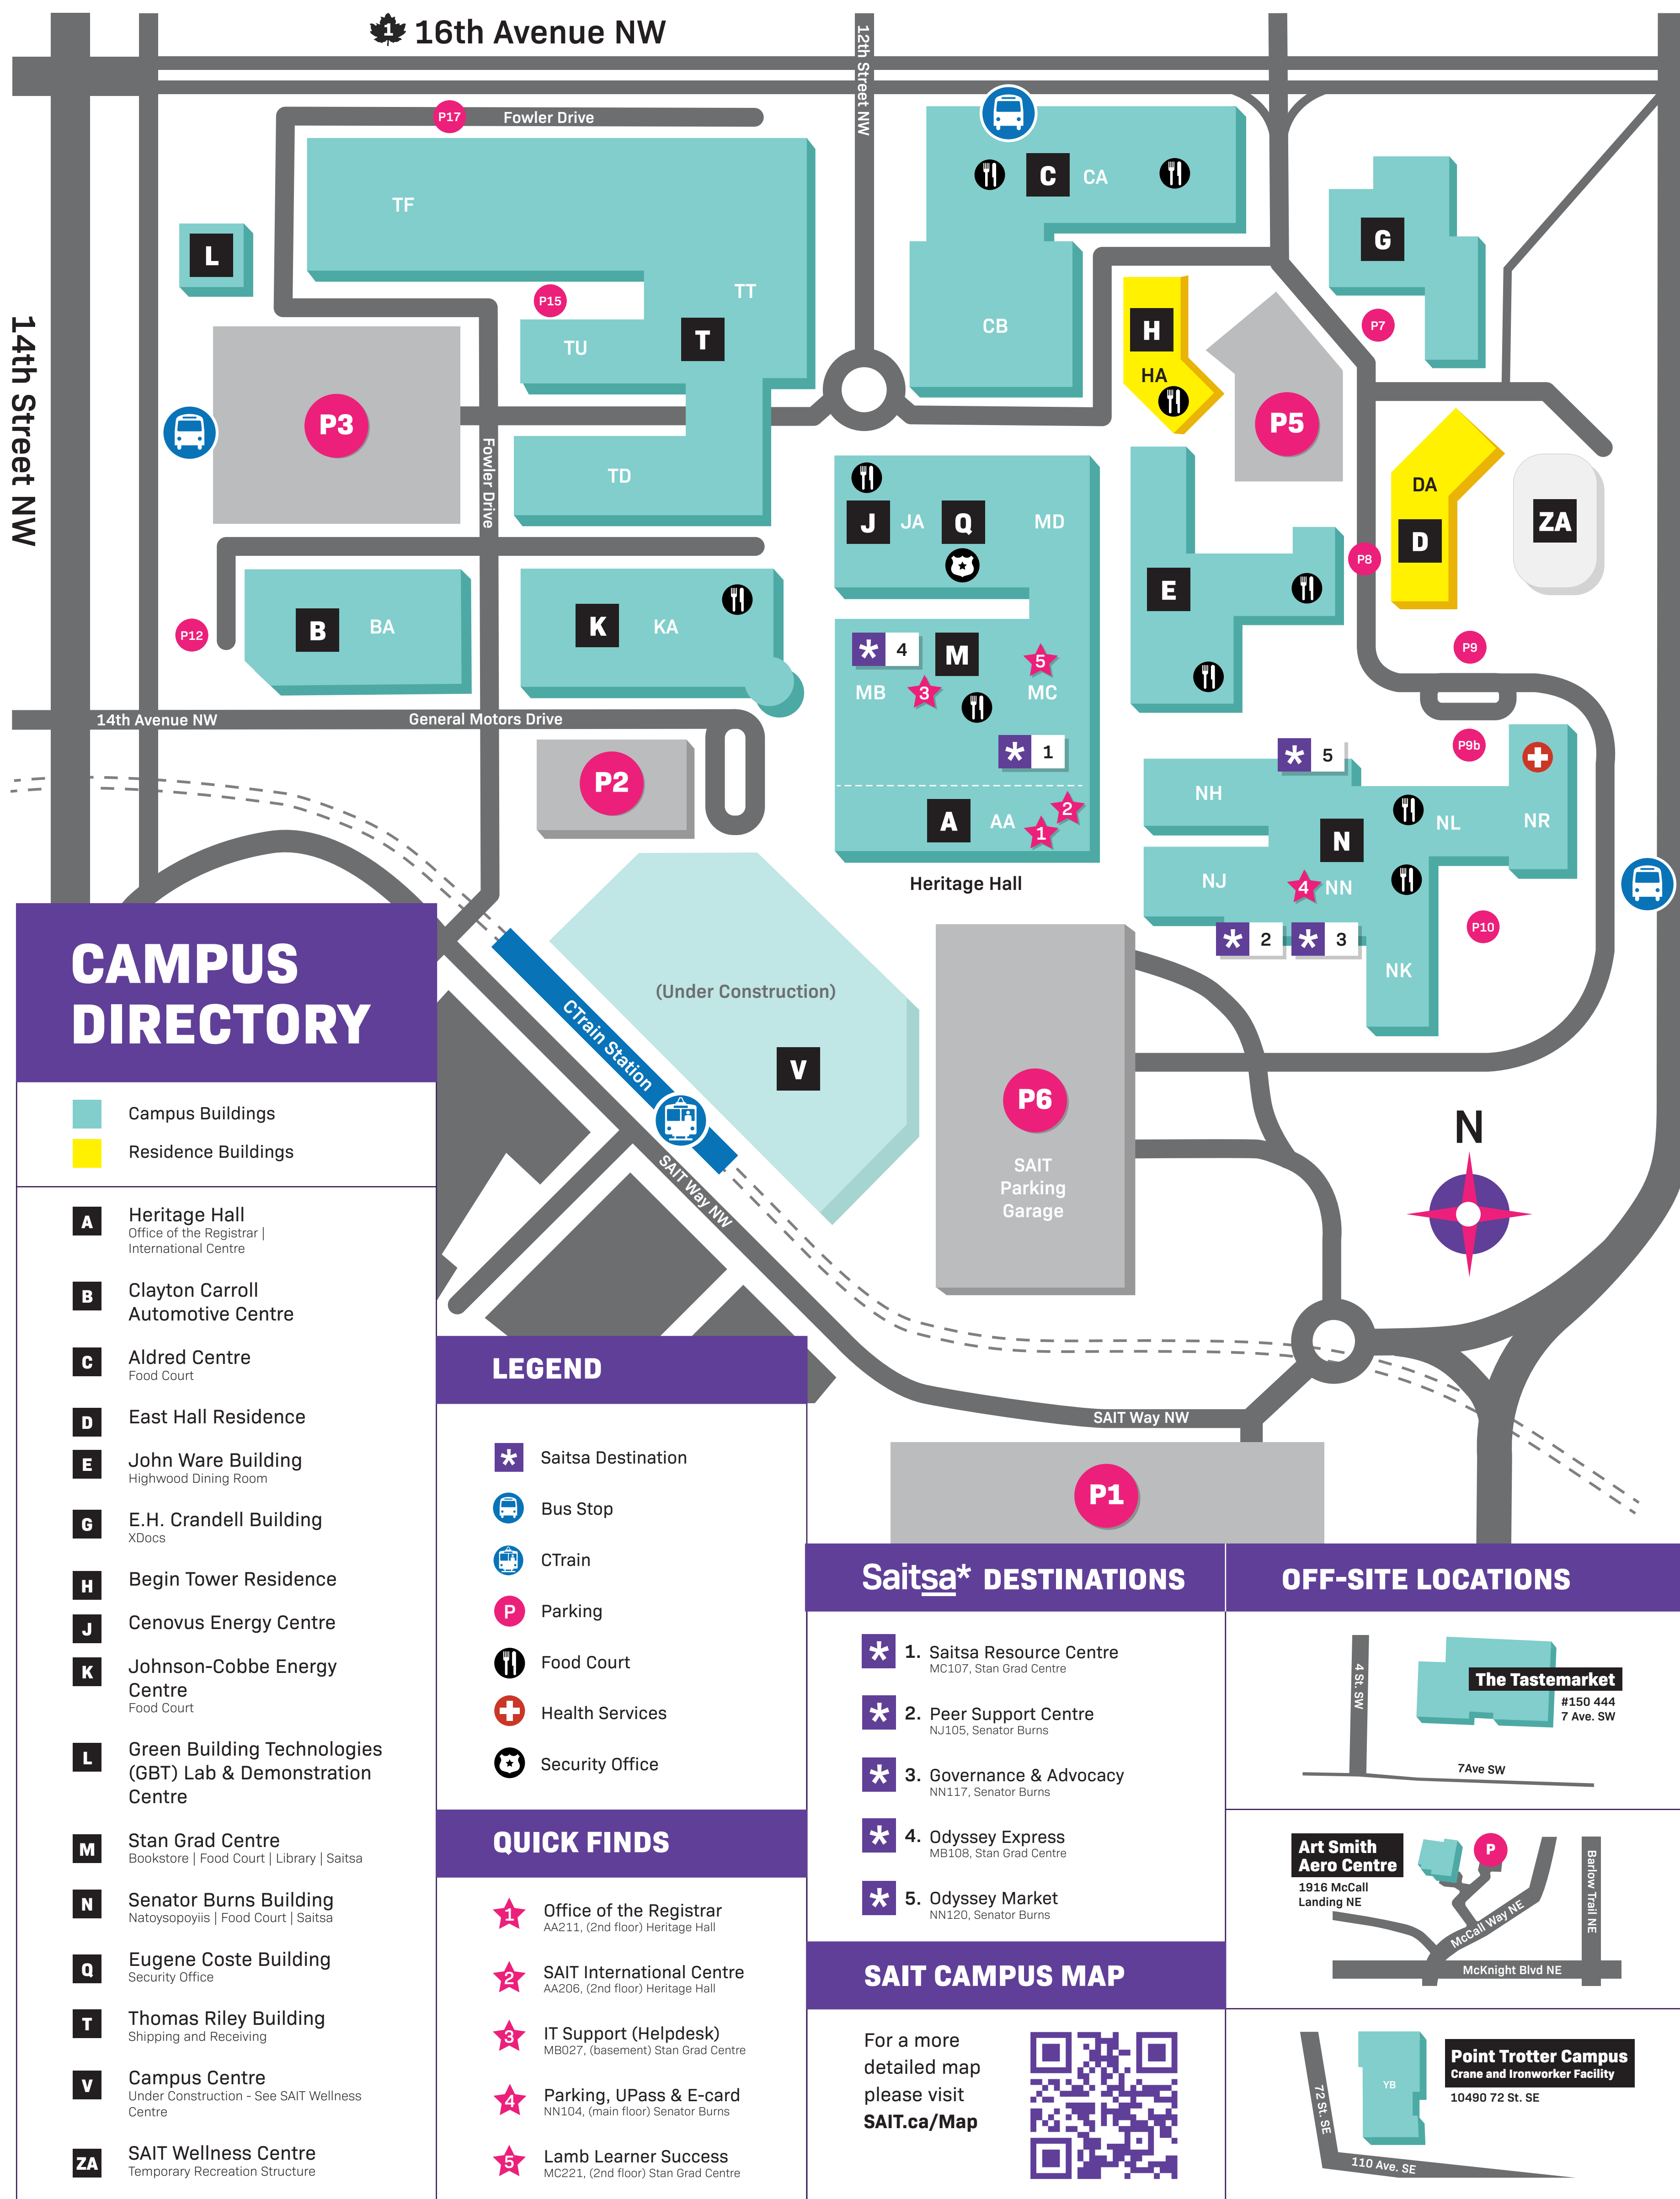 1 16th Avenue NW
12th Street NW
14th Street NW
P17
Fowler Drive
TF
L
P15
TT
TU
T
C
CA
CB
G
H
HA
P7
P3
P5
Fowler Drive
TD
J
JA
Q
MD
DA
D
ZA
E
P8
P12
B
BA
K
KA
4
M
5
MB
3
MC
1
P9
P9b
14th Avenue NW
General Motors Drive
P2
A
AA
2
1
Heritage Hall
5
NH
N
NL
NR
NJ
4
NN
2
3
P10
NK
(Under Construction)
V
CTrain Station
SAIT Way NW
P6
SAIT
Parking
Garage
N
SAIT Way NW
P1
CAMPUS
DIRECTORY
Campus Buildings
Residence Buildings
A Heritage Hall
Office of the Registrar |
International Centre
B Clayton Carroll
Automotive Centre
C Aldred Centre
Food Court
D East Hall Residence
E John Ware Building
Highwood Dining Room
G E.H. Crandell Building
XDocs
H Begin Tower Residence
J Cenovus Energy Centre
K Johnson-Cobbe Energy
Centre
Food Court
L Green Building Technologies
(GBT) Lab & Demonstration
Centre
M Stan Grad Centre
Bookstore | Food Court | Library | Saitsa
N Senator Burns Building
Natoysopoyiis | Food Court | Saitsa
Q Eugene Coste Building
Security Office
T Thomas Riley Building
Shipping and Receiving
V Campus Centre
Under Construction - See SAIT Wellness
Centre
ZA SAIT Wellness Centre
Temporary Recreation Structure
LEGEND
* Saitsa Destination
Bus Stop
CTrain
P Parking
Food Court
Health Services
Security Office
QUICK FINDS
1 Office of the Registrar
AA211, (2nd floor) Heritage Hall
2 SAIT International Centre
AA206, (2nd floor) Heritage Hall
3 IT Support (Helpdesk)
MB027, (basement) Stan Grad Centre
4 Parking, UPass & E-card
NN104, (main floor) Senator Burns
5 Lamb Learner Success
MC221, (2nd floor) Stan Grad Centre
Saitsa* DESTINATIONS
* 1. Saitsa Resource Centre
MC107, Stan Grad Centre
* 2. Peer Support Centre
NJ105, Senator Burns
* 3. Governance & Advocacy
NN117, Senator Burns
* 4. Odyssey Express
MB108, Stan Grad Centre
* 5. Odyssey Market
NN120, Senator Burns
SAIT CAMPUS MAP
For a more
detailed map
please visit
SAIT.ca/Map
OFF-SITE LOCATIONS
4 St. SW
The Tastemarket
#150 444
7 Ave. SW
7Ave SW
Art Smith
Aero Centre
1916 McCall
Landing NE
P
McCall Way NE
Barlow Trail NE
McKnight Blvd NE
72 St. SE
YB
Point Trotter Campus
Crane and Ironworker Facility
10490 72 St. SE
110 Ave. SE